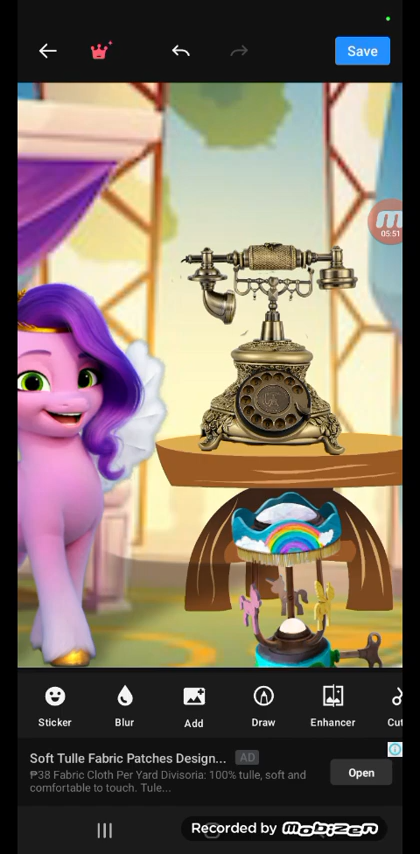 Save
05:51
Sticker
Blur
Add
Draw
Enhancer
Cut
Soft Tulle Fabric Patches Design... AD
₱38 Fabric Cloth Per Yard Divisoria: 100% tulle, soft and
comfortable to touch. Tule...
Open
Recorded by mobizen